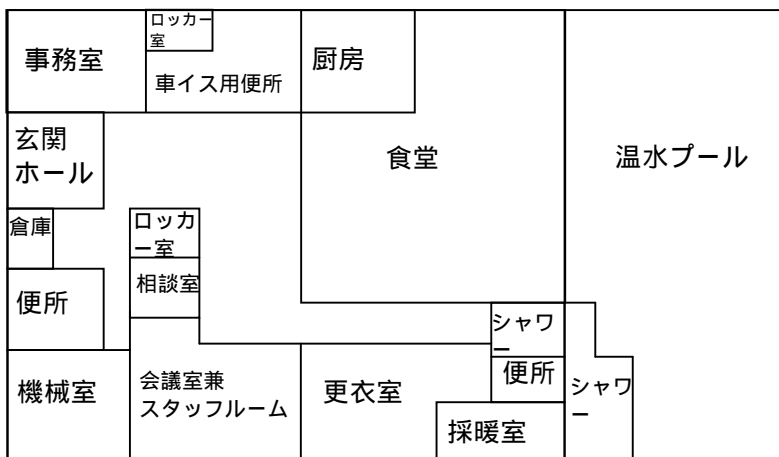 事務室
ロッカー
室
車イス用便所
厨房
玄関
ホール
食堂
温水プール
倉庫
ロッカ
ー室
相談室
便所
シャワ
ー
機械室
会議室兼
スタッフルーム
更衣室
便所
シャワ
ー
採暖室